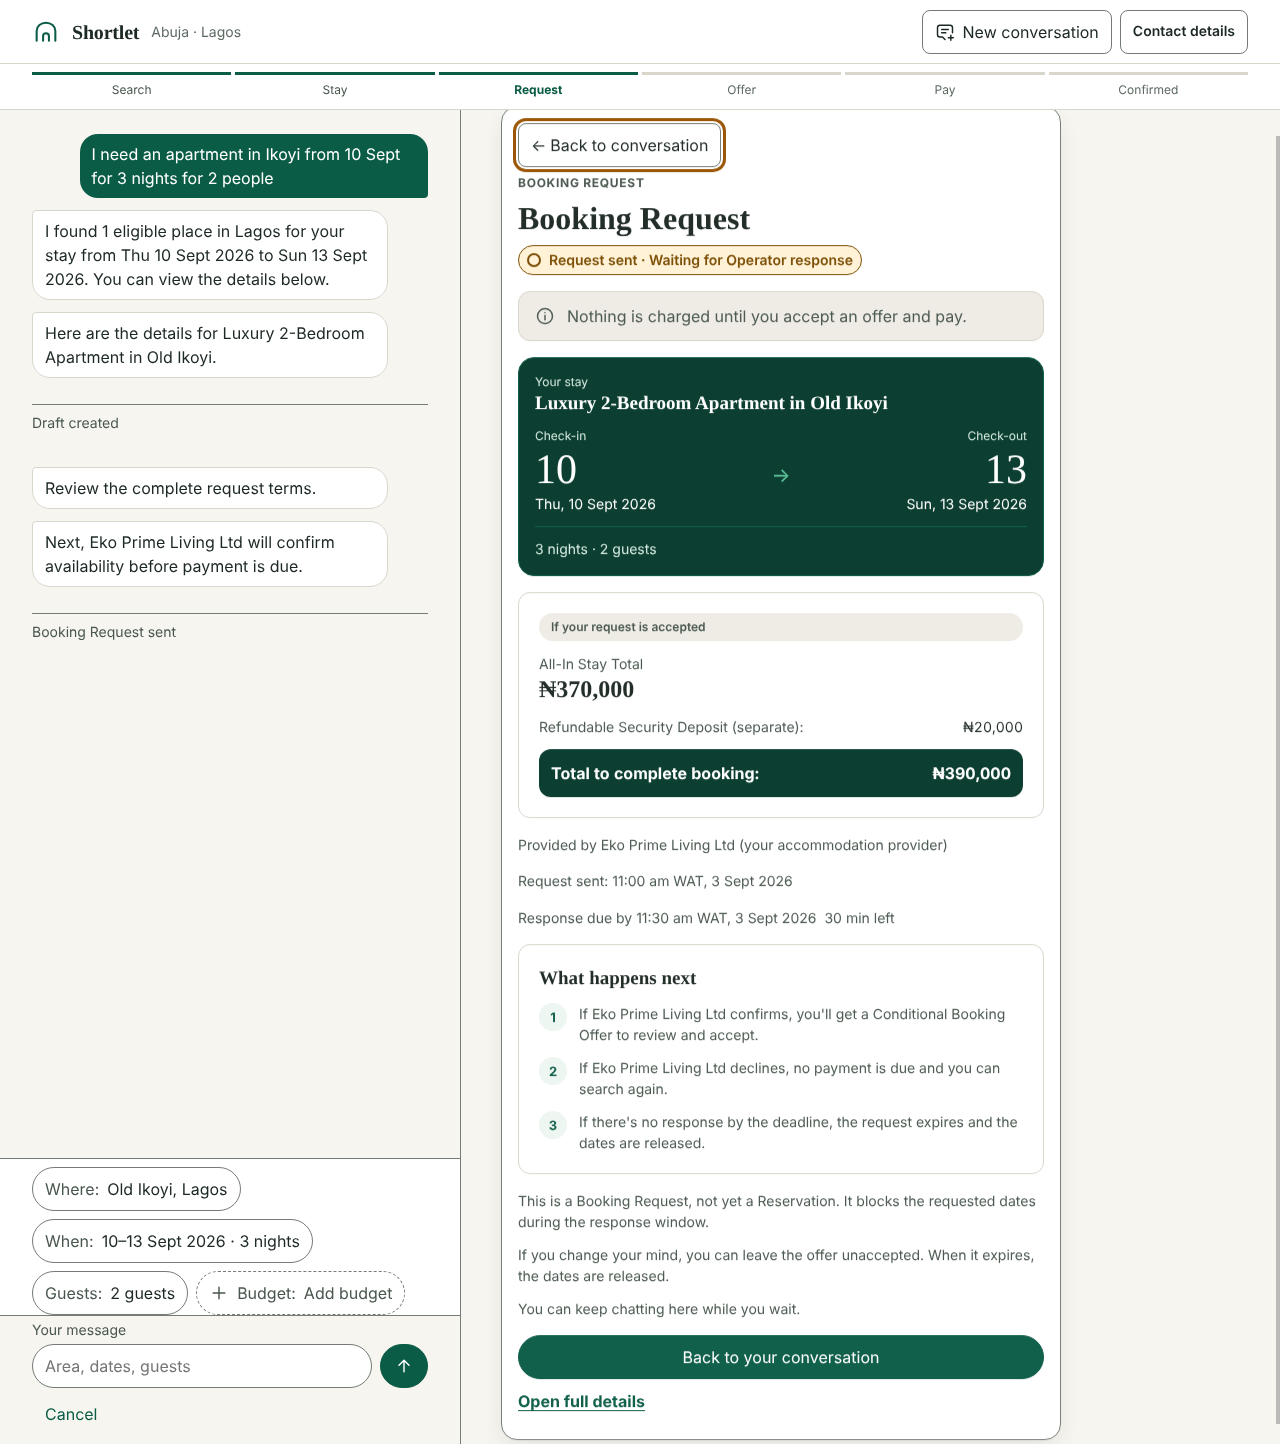 Shortlet
Abuja · Lagos
New conversation
Contact details
Search
Stay
Request
Offer
Pay
Confirmed
I need an apartment in Ikoyi from 10 Sept
for 3 nights for 2 people
I found 1 eligible place in Lagos for your
stay from Thu 10 Sept 2026 to Sun 13 Sept
2026. You can view the details below.
Here are the details for Luxury 2-Bedroom
Apartment in Old Ikoyi.
Draft created
Review the complete request terms.
Next, Eko Prime Living Ltd will confirm
availability before payment is due.
Booking Request sent
Where: Old Ikoyi, Lagos
When: 10–13 Sept 2026 · 3 nights
Guests: 2 guests
+ Budget: Add budget
Your message
Area, dates, guests
Cancel
← Back to conversation
BOOKING REQUEST
Booking Request
Request sent · Waiting for Operator response
Nothing is charged until you accept an offer and pay.
Your stay
Luxury 2-Bedroom Apartment in Old Ikoyi
Check-in
Check-out
10 → 13
Thu, 10 Sept 2026
Sun, 13 Sept 2026
3 nights · 2 guests
If your request is accepted
All-In Stay Total
₦370,000
Refundable Security Deposit (separate): ₦20,000
Total to complete booking: ₦390,000
Provided by Eko Prime Living Ltd (your accommodation provider)
Request sent: 11:00 am WAT, 3 Sept 2026
Response due by 11:30 am WAT, 3 Sept 2026 30 min left
What happens next
1 If Eko Prime Living Ltd confirms, you'll get a Conditional Booking
Offer to review and accept.
2 If Eko Prime Living Ltd declines, no payment is due and you can
search again.
3 If there's no response by the deadline, the request expires and the
dates are released.
This is a Booking Request, not yet a Reservation. It blocks the requested dates
during the response window.
If you change your mind, you can leave the offer unaccepted. When it expires,
the dates are released.
You can keep chatting here while you wait.
Back to your conversation
Open full details